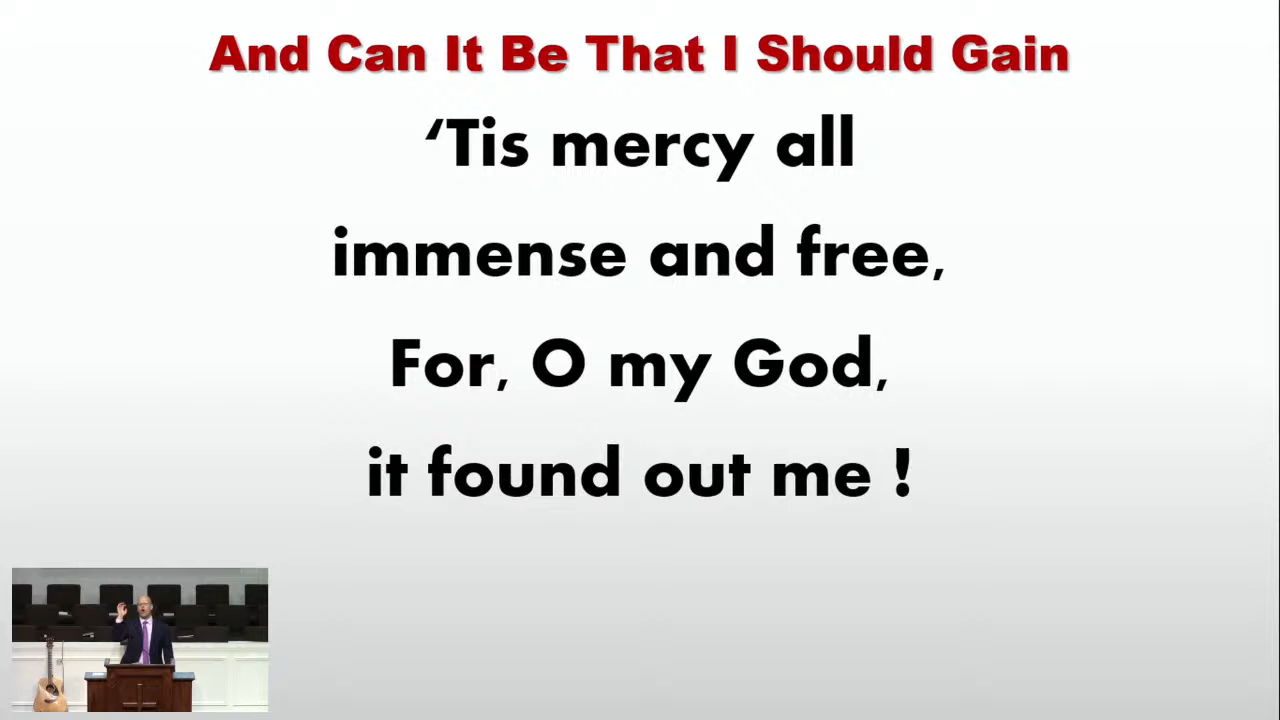 And Can It Be That I Should Gain
‘Tis mercy all
immense and free,
For, O my God,
it found out me !